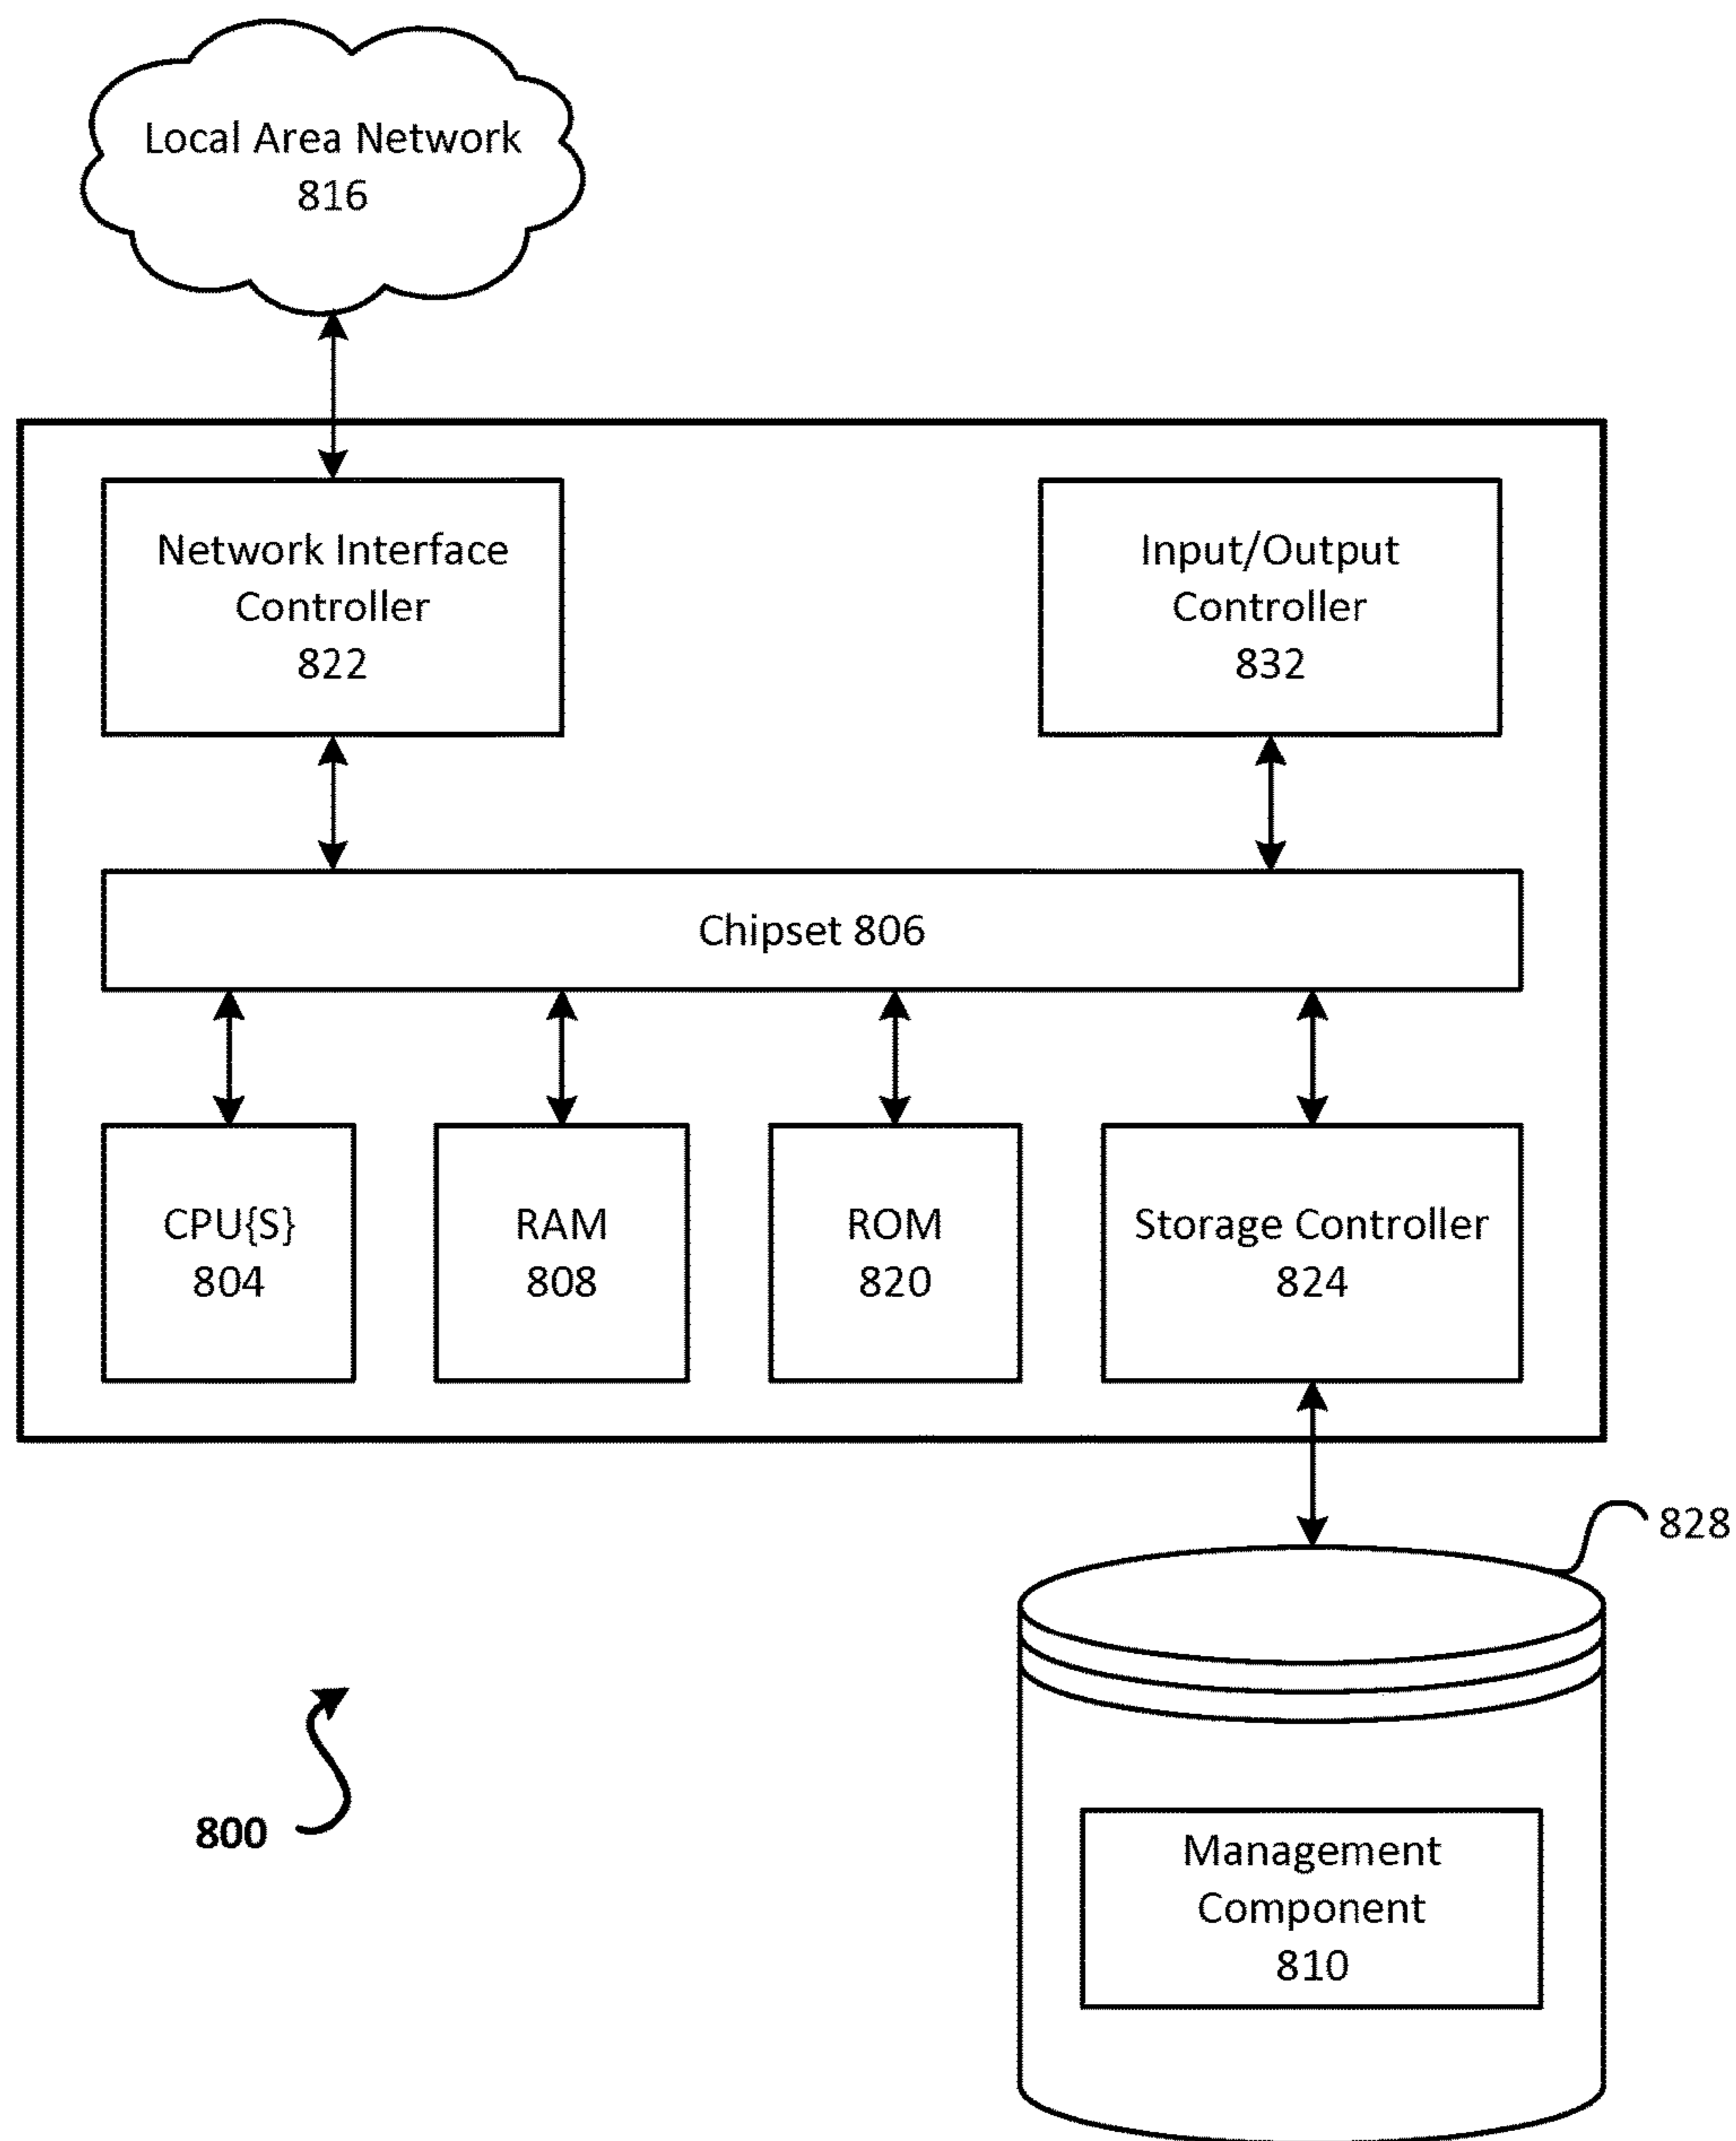 Local Area Network
816
Network Interface
Controller
822
Input/Output
Controller
832
Chipset 806
CPU{S}
804
RAM
808
ROM
820
Storage Controller
824
828
800
Management
Component
810